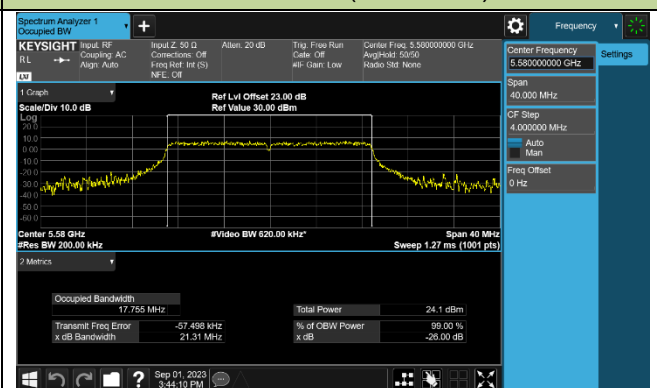 Spectrum Analyzer 1
Occupied BW
+
Frequency
KEYSIGHT
RL
LXI
Input: RF
Coupling: AC
Align: Auto
Input Z: 50 Ω
Corrections: Off
Freq Ref: Int (S)
NFE: Off
Atten: 20 dB
Trig: Free Run
Gate: Off
#IF Gain: Low
Center Freq: 5.580000000 GHz
Avg|Hold: 50/50
Radio Std: None
Center Frequency
5.580000000 GHz
Settings
Span
40.000 MHz
CF Step
4.000000 MHz
Auto
Man
Freq Offset
0 Hz
1 Graph
Scale/Div 10.0 dB
Ref Lvl Offset 23.00 dB
Ref Value 30.00 dBm
Log
20.0
10.0
0.00
-10.0
-20.0
-30.0
-40.0
-50.0
-60.0
Center 5.58 GHz
#Video BW 620.00 kHz*
Span 40 MHz
#Res BW 200.00 kHz
Sweep 1.27 ms (1001 pts)
2 Metrics
Occupied Bandwidth
17.755 MHz
Total Power
24.1 dBm
Transmit Freq Error
-57.498 kHz
% of OBW Power
99.00 %
x dB Bandwidth
21.31 MHz
x dB
-26.00 dB
?
Sep 01, 2023
3:44:10 PM